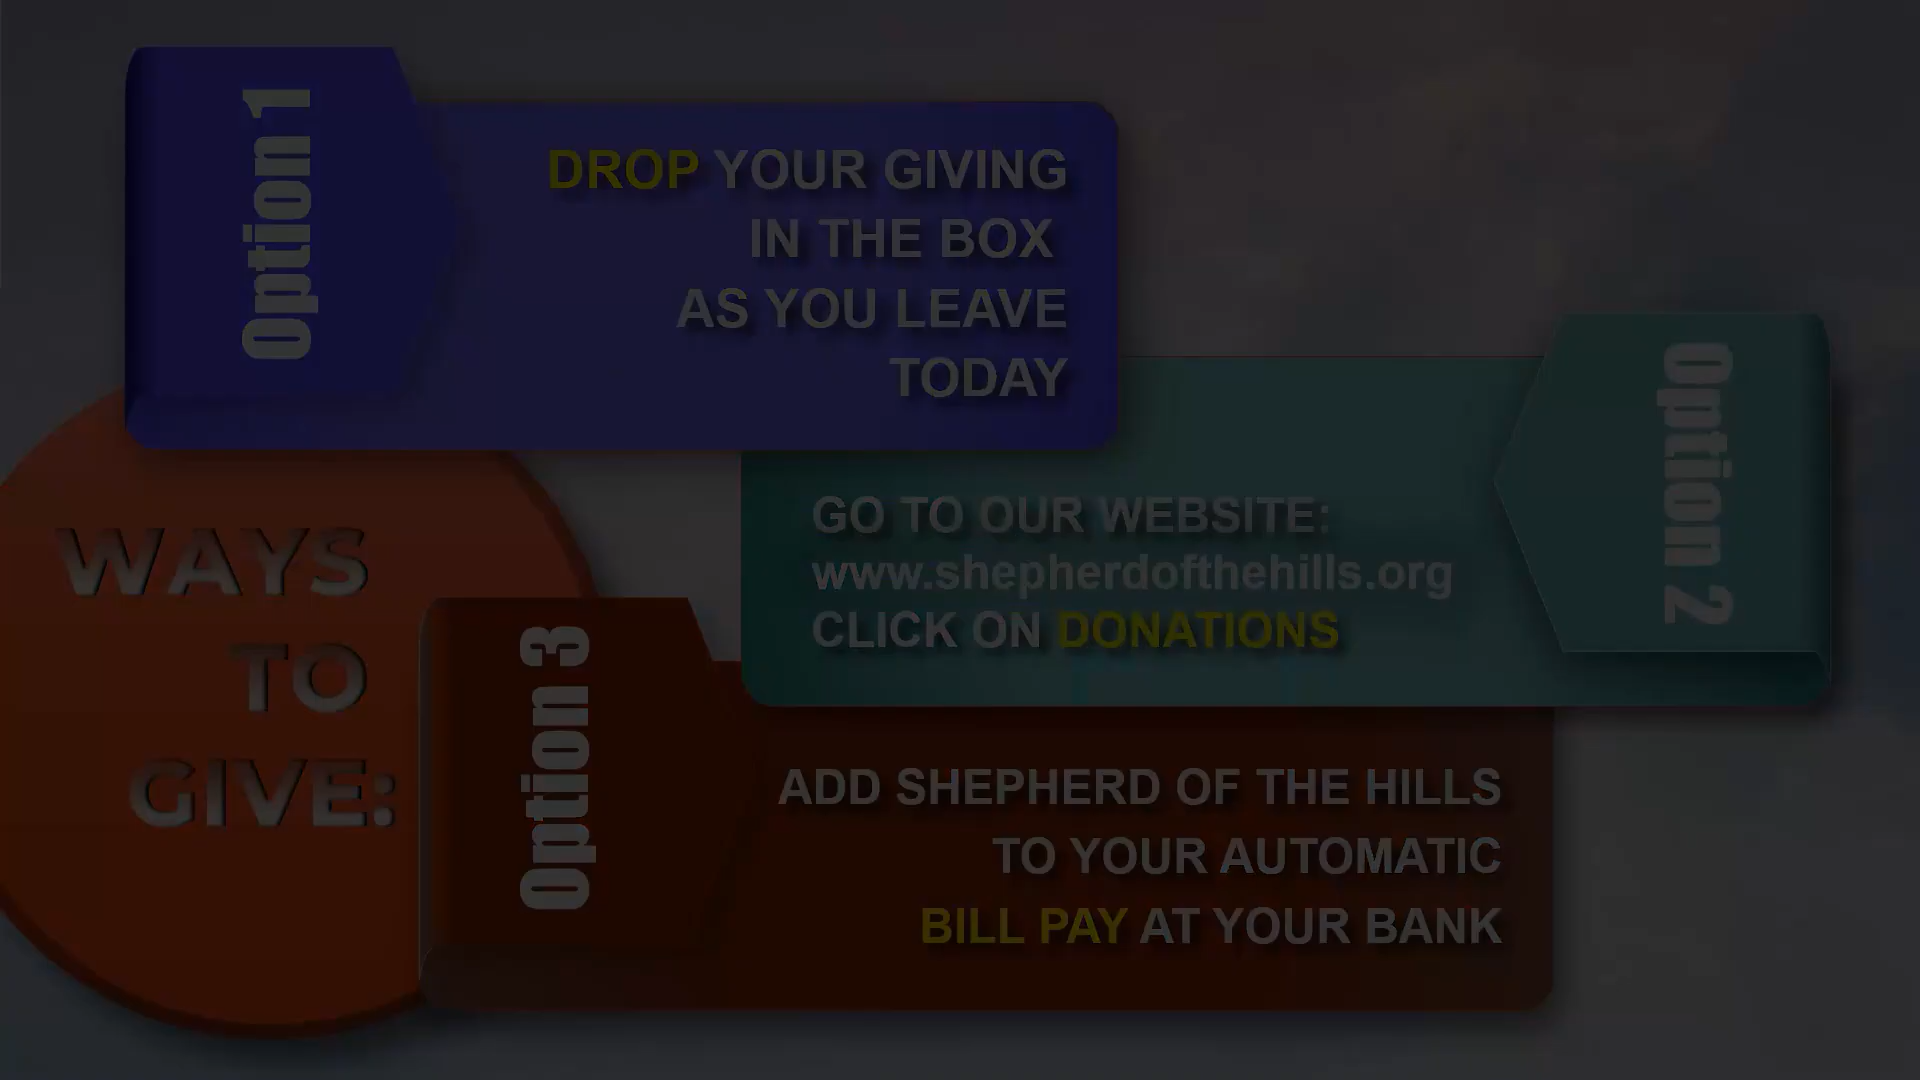 WAYS
TO
GIVE:
Option 1
DROP YOUR GIVING
IN THE BOX
AS YOU LEAVE
TODAY
Option 2
GO TO OUR WEBSITE:
www.shepherdofthehills.org
CLICK ON DONATIONS
Option 3
ADD SHEPHERD OF THE HILLS
TO YOUR AUTOMATIC
BILL PAY AT YOUR BANK